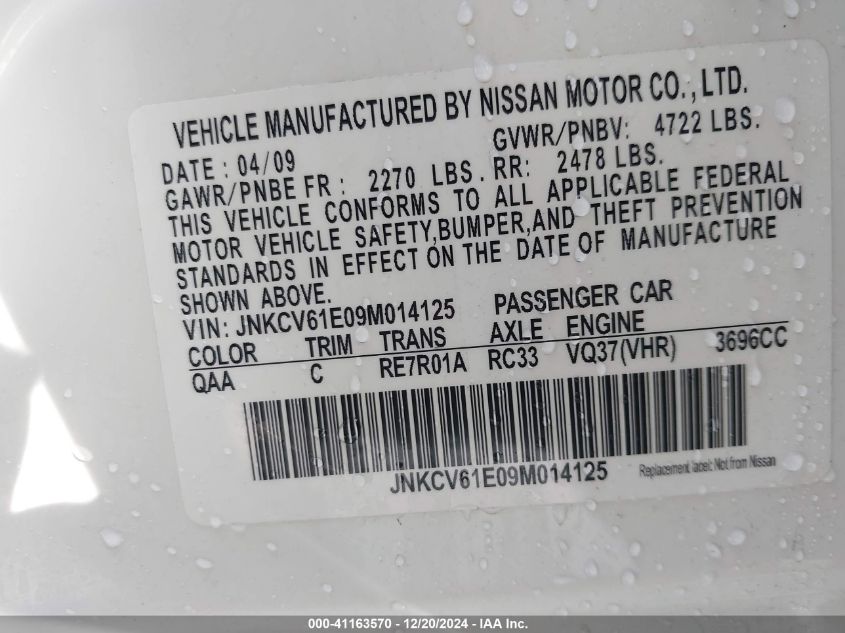 VEHICLE MANUFACTURED BY NISSAN MOTOR CO., LTD.
DATE : 04/09 GVWR/PNBV: 4722 LBS.
GAWR/PNBE FR : 2270 LBS. RR: 2478 LBS.
THIS VEHICLE CONFORMS TO ALL APPLICABLE FEDERAL
MOTOR VEHICLE SAFETY,BUMPER,AND THEFT PREVENTION
STANDARDS IN EFFECT ON THE DATE OF MANUFACTURE
SHOWN ABOVE.
VIN: JNKCV61E09M014125 PASSENGER CAR
COLOR TRIM TRANS AXLE ENGINE
QAA C RE7R01A RC33 VQ37(VHR) 3696CC
JNKCV61E09M014125
Replacement label: Not from Nissan
000-41163570 - 12/20/2024 - IAA Inc.